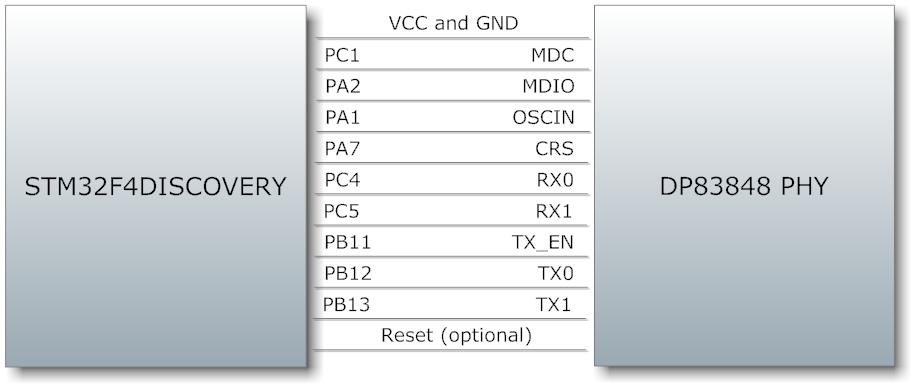 VCC and GND
PC1 MDC
PA2 MDIO
PA1 OSCIN
PA7 CRS
STM32F4DISCOVERY
PC4 RX0
DP83848 PHY
PC5 RX1
PB11 TX_EN
PB12 TX0
PB13 TX1
Reset (optional)